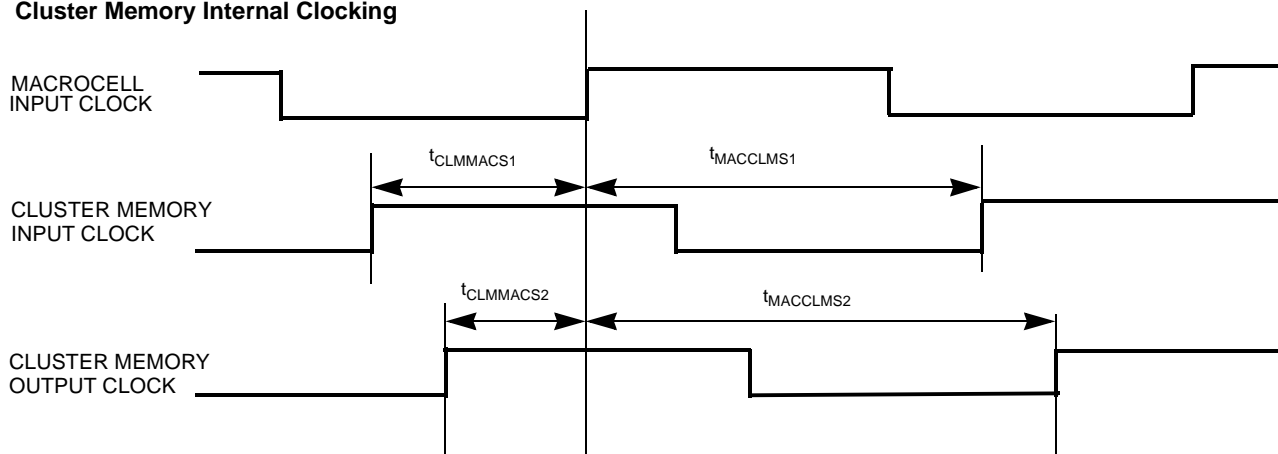 Cluster Memory Internal Clocking
MACROCELL
INPUT CLOCK
tCLMMACS1
tMACCLMS1
CLUSTER MEMORY
INPUT CLOCK
tCLMMACS2
tMACCLMS2
CLUSTER MEMORY
OUTPUT CLOCK